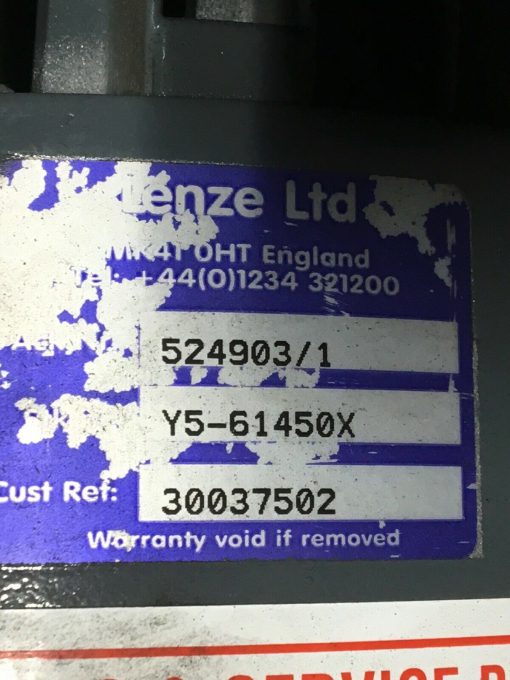 Lenze Ltd
MK41 0HT England
Tel: +44(0)1234 321200
524903/1
Y5-61450X
Cust Ref: 30037502
Warranty void if removed